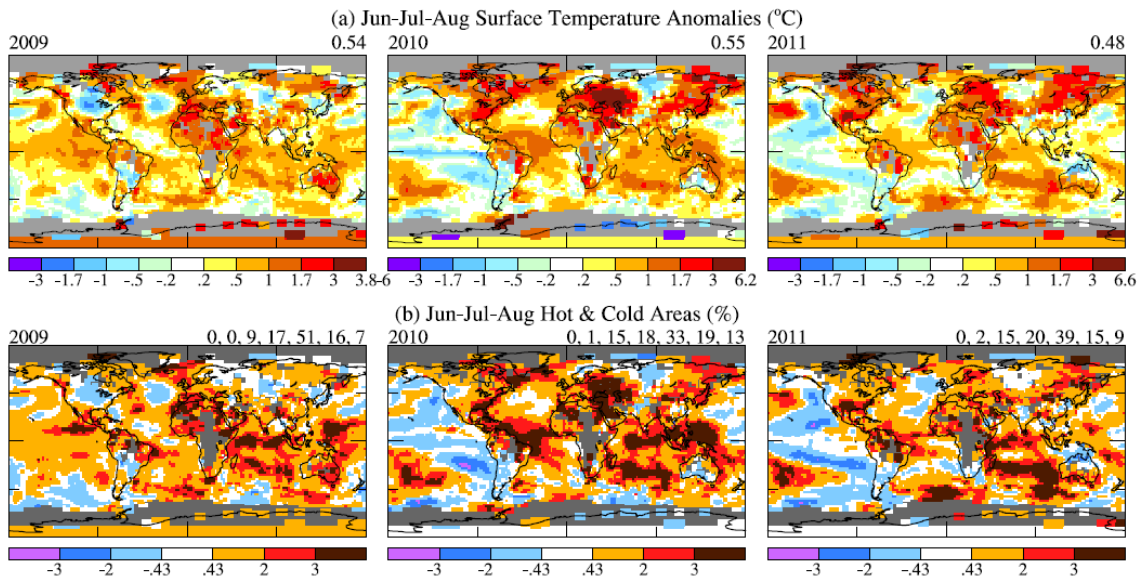 (a) Jun-Jul-Aug Surface Temperature Anomalies (°C)
2009 0.54 2010 0.55 2011 0.48
-3 -1.7 -1 -.5 -.2 .2 .5 1 1.7 3 3.8 -6 -3 -1.7 -1 -.5 -.2 .2 .5 1 1.7 3 6.2 -3 -1.7 -1 -.5 -.2 .2 .5 1 1.7 3 6.6
(b) Jun-Jul-Aug Hot & Cold Areas (%)
2009 0, 0, 9, 17, 51, 16, 7 2010 0, 1, 15, 18, 33, 19, 13 2011 0, 2, 15, 20, 39, 15, 9
-3 -2 -.43 .43 2 3 -3 -2 -.43 .43 2 3 -3 -2 -.43 .43 2 3